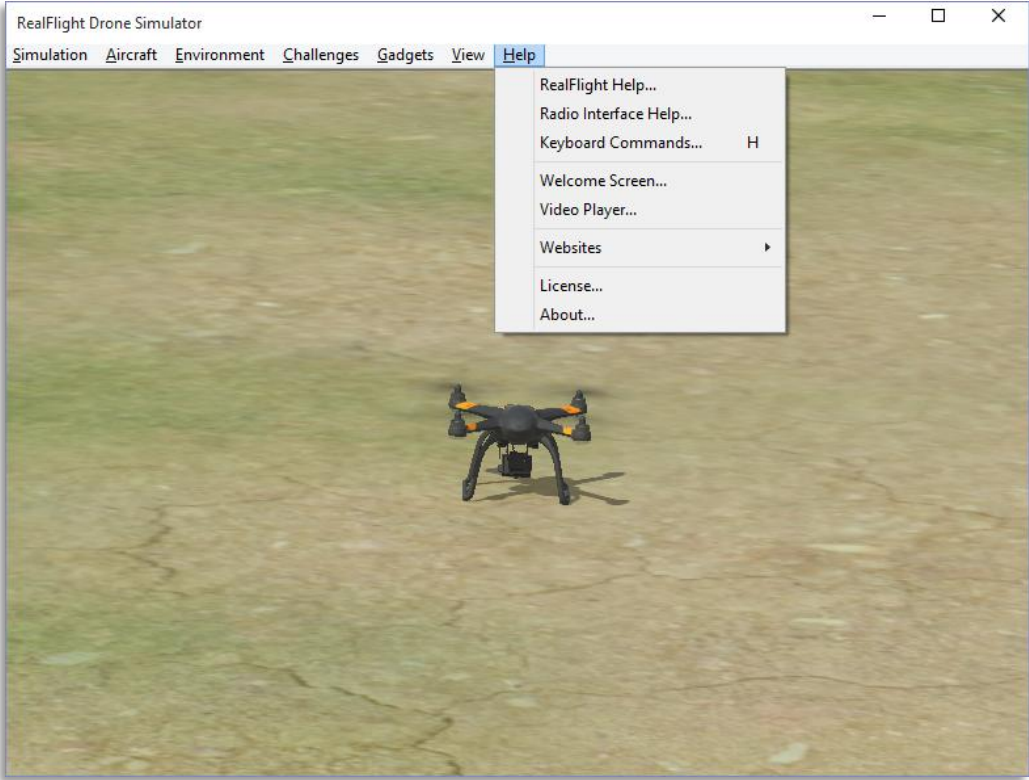 RealFlight Drone Simulator
Simulation Aircraft Environment Challenges Gadgets View Help
RealFlight Help...
Radio Interface Help...
Keyboard Commands... H
Welcome Screen...
Video Player...
Websites
License...
About...